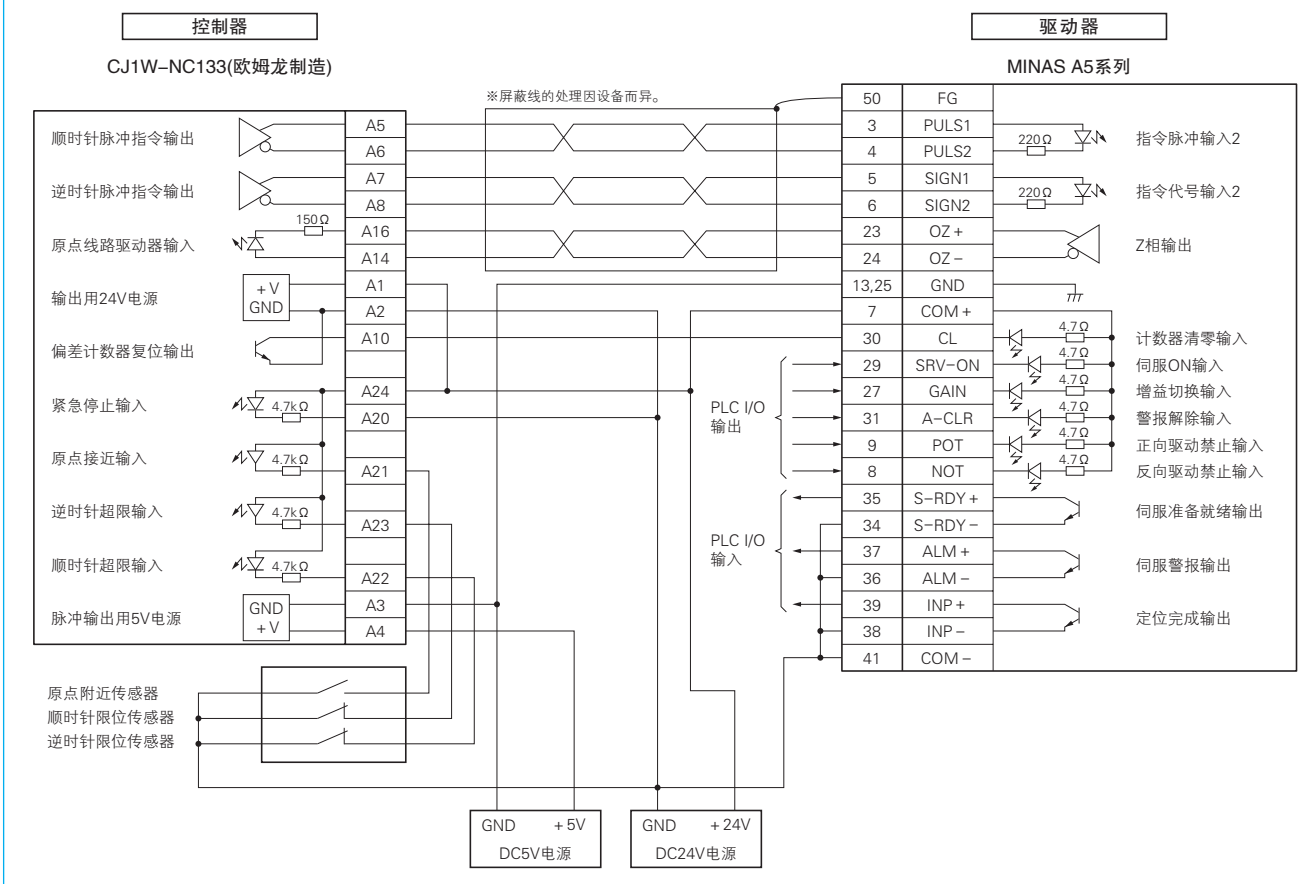 控制器
CJ1W-NC133(欧姆龙制造)
顺时针脉冲指令输出
A5
A6
逆时针脉冲指令输出
A7
A8
原点线路驱动器输入
150Ω
A16
A14
输出用24V电源
+V
GND
A1
A2
偏差计数器复位输出
A10
紧急停止输入
4.7kΩ
A24
A20
原点接近输入
4.7kΩ
A21
逆时针超限输入
4.7kΩ
A23
顺时针超限输入
4.7kΩ
A22
脉冲输出用5V电源
GND
+V
A3
A4
原点附近传感器
顺时针限位传感器
逆时针限位传感器
※屏蔽线的处理因设备而异。
GND +5V
DC5V电源
GND +24V
DC24V电源
PLC I/O
输出
PLC I/O
输入
驱动器
MINAS A5系列
50 FG
3 PULS1
4 PULS2
220Ω
指令脉冲输入2
5 SIGN1
6 SIGN2
220Ω
指令代号输入2
23 OZ+
24 OZ-
Z相输出
13,25 GND
7 COM+
30 CL 4.7Ω 计数器清零输入
29 SRV-ON 4.7Ω 伺服ON输入
27 GAIN 4.7Ω 增益切换输入
31 A-CLR 4.7Ω 警报解除输入
9 POT 4.7Ω 正向驱动禁止输入
8 NOT 4.7Ω 反向驱动禁止输入
35 S-RDY+
34 S-RDY-
伺服准备就绪输出
37 ALM+
36 ALM-
伺服警报输出
39 INP+
38 INP-
定位完成输出
41 COM-